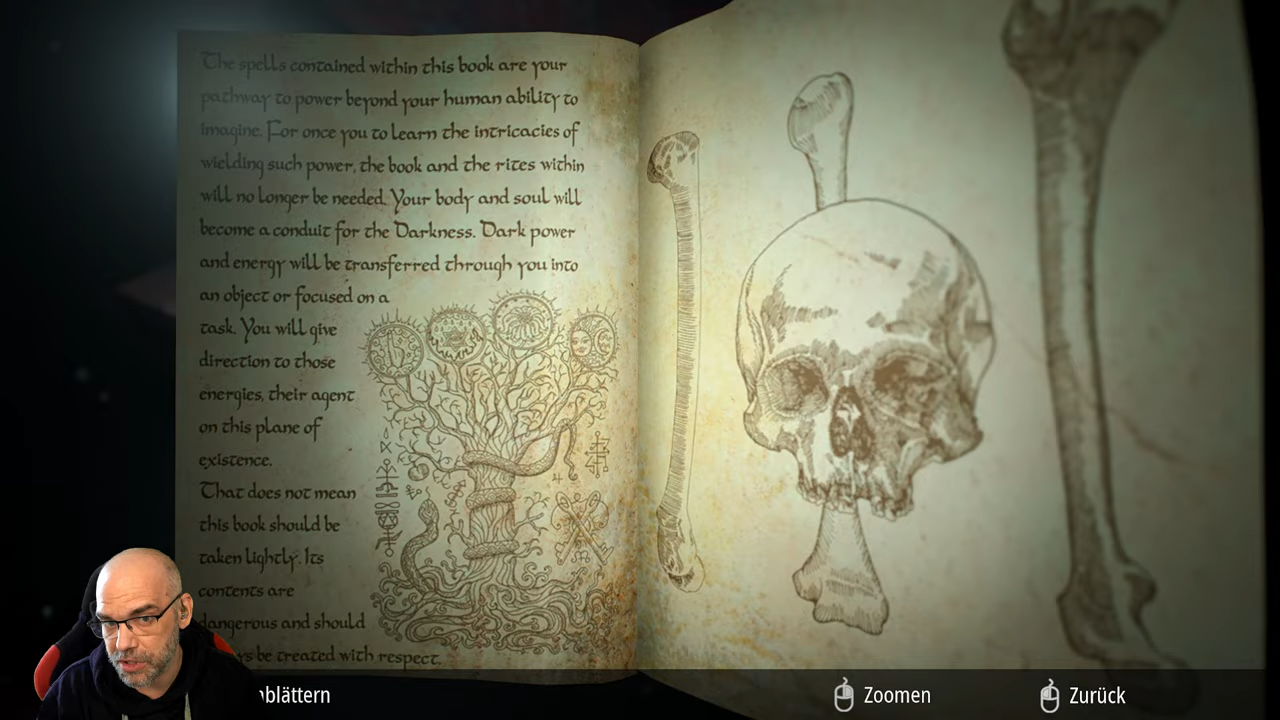 The spells contained within this book are your
pathway to power beyond your human ability to
imagine. For once you to learn the intricacies of
wielding such power, the book and the rites within
will no longer be needed. Your body and soul will
become a conduit for the Darkness. Dark power
and energy will be transferred through you into
an object or focused on a
task. You will give
direction to those
energies, their agent
on this plane of
existence.
That does not mean
this book should be
taken lightly. Its
contents are
dangerous and should
be treated with respect.
Zoomen
Zurück